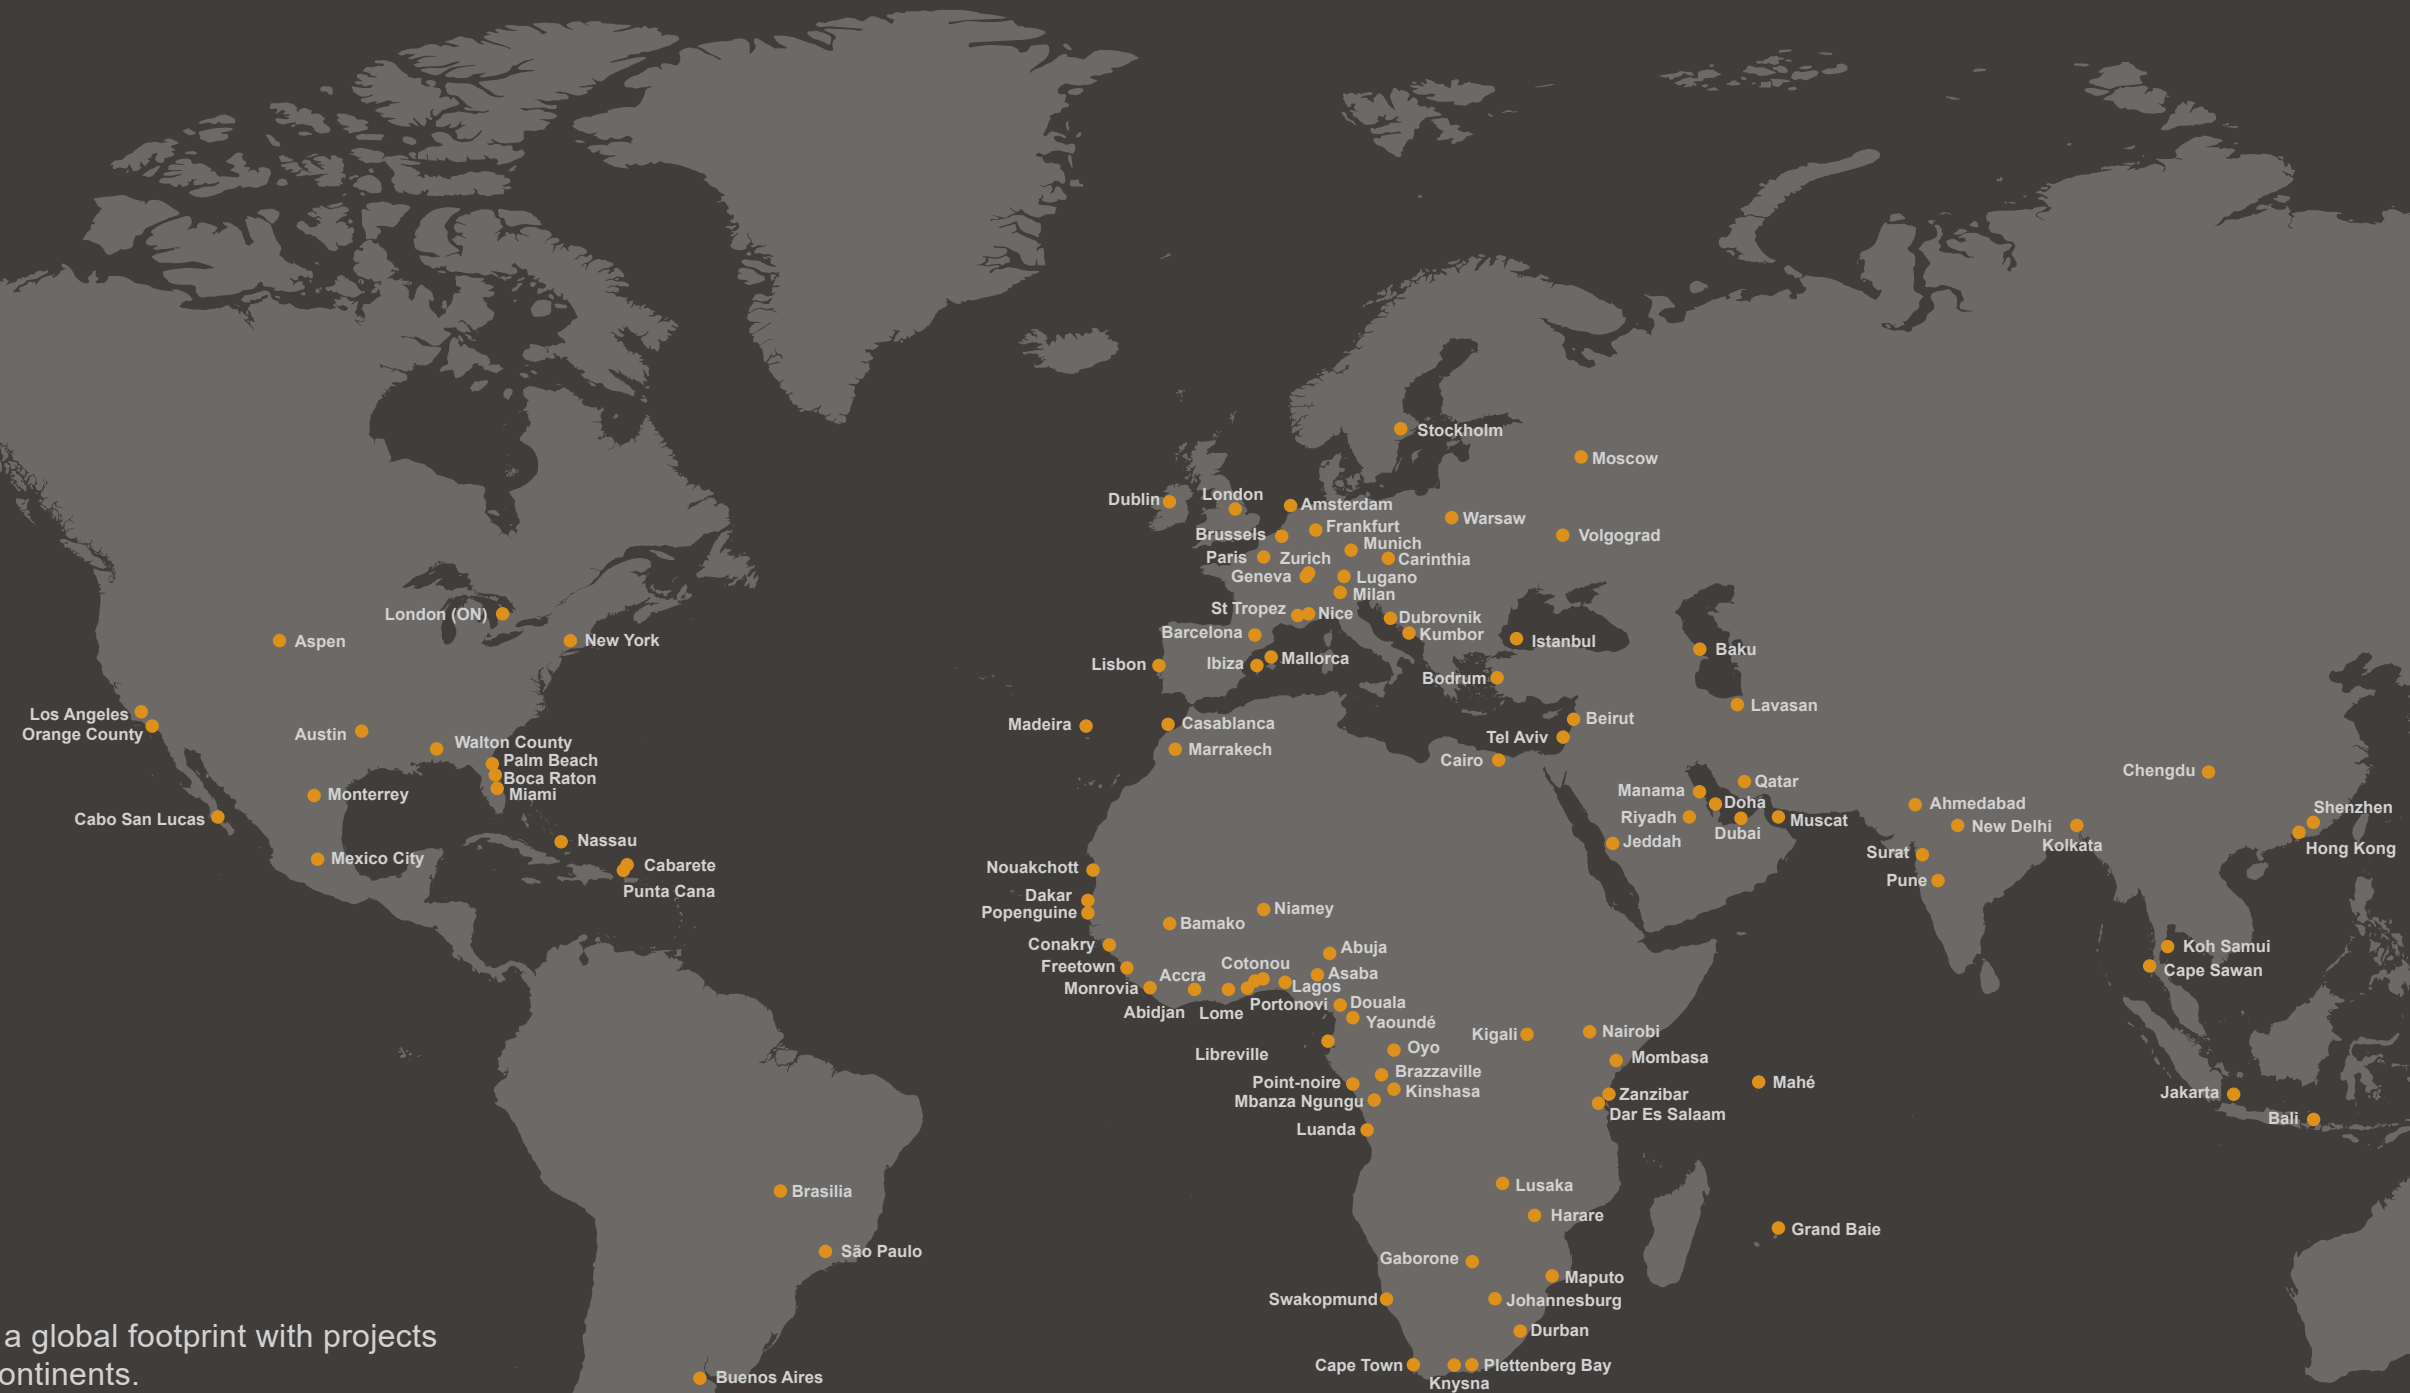 Stockholm
Moscow
Dublin
London
Amsterdam
Warsaw
Frankfurt
Brussels
Volgograd
Munich
Paris
Zurich
Carinthia
Geneva
Lugano
Milan
St Tropez
Nice
Dubrovnik
Barcelona
Kumbor
Istanbul
Baku
Lisbon
Ibiza
Mallorca
Bodrum
Lavasan
London (ON)
Aspen
New York
Los Angeles
Orange County
Austin
Walton County
Palm Beach
Boca Raton
Miami
Monterrey
Cabo San Lucas
Nassau
Mexico City
Cabarete
Punta Cana
Madeira
Casablanca
Marrakech
Beirut
Tel Aviv
Cairo
Qatar
Manama
Doha
Riyadh
Dubai
Muscat
Jeddah
Chengdu
Ahmedabad
New Delhi
Kolkata
Shenzhen
Hong Kong
Surat
Pune
Nouakchott
Dakar
Popenguine
Bamako
Niamey
Conakry
Freetown
Monrovia
Accra
Cotonou
Abuja
Asaba
Lagos
Abidjan
Lome
Portonovi
Douala
Yaoundé
Libreville
Oyo
Kigali
Nairobi
Mombasa
Brazzaville
Point-noire
Kinshasa
Mbanza Ngungu
Zanzibar
Dar Es Salaam
Luanda
Mahé
Koh Samui
Cape Sawan
Jakarta
Bali
Brasilia
São Paulo
Buenos Aires
Lusaka
Harare
Grand Baie
Gaborone
Maputo
Swakopmund
Johannesburg
Durban
Cape Town
Plettenberg Bay
Knysna
a global footprint with projects
ontinents.